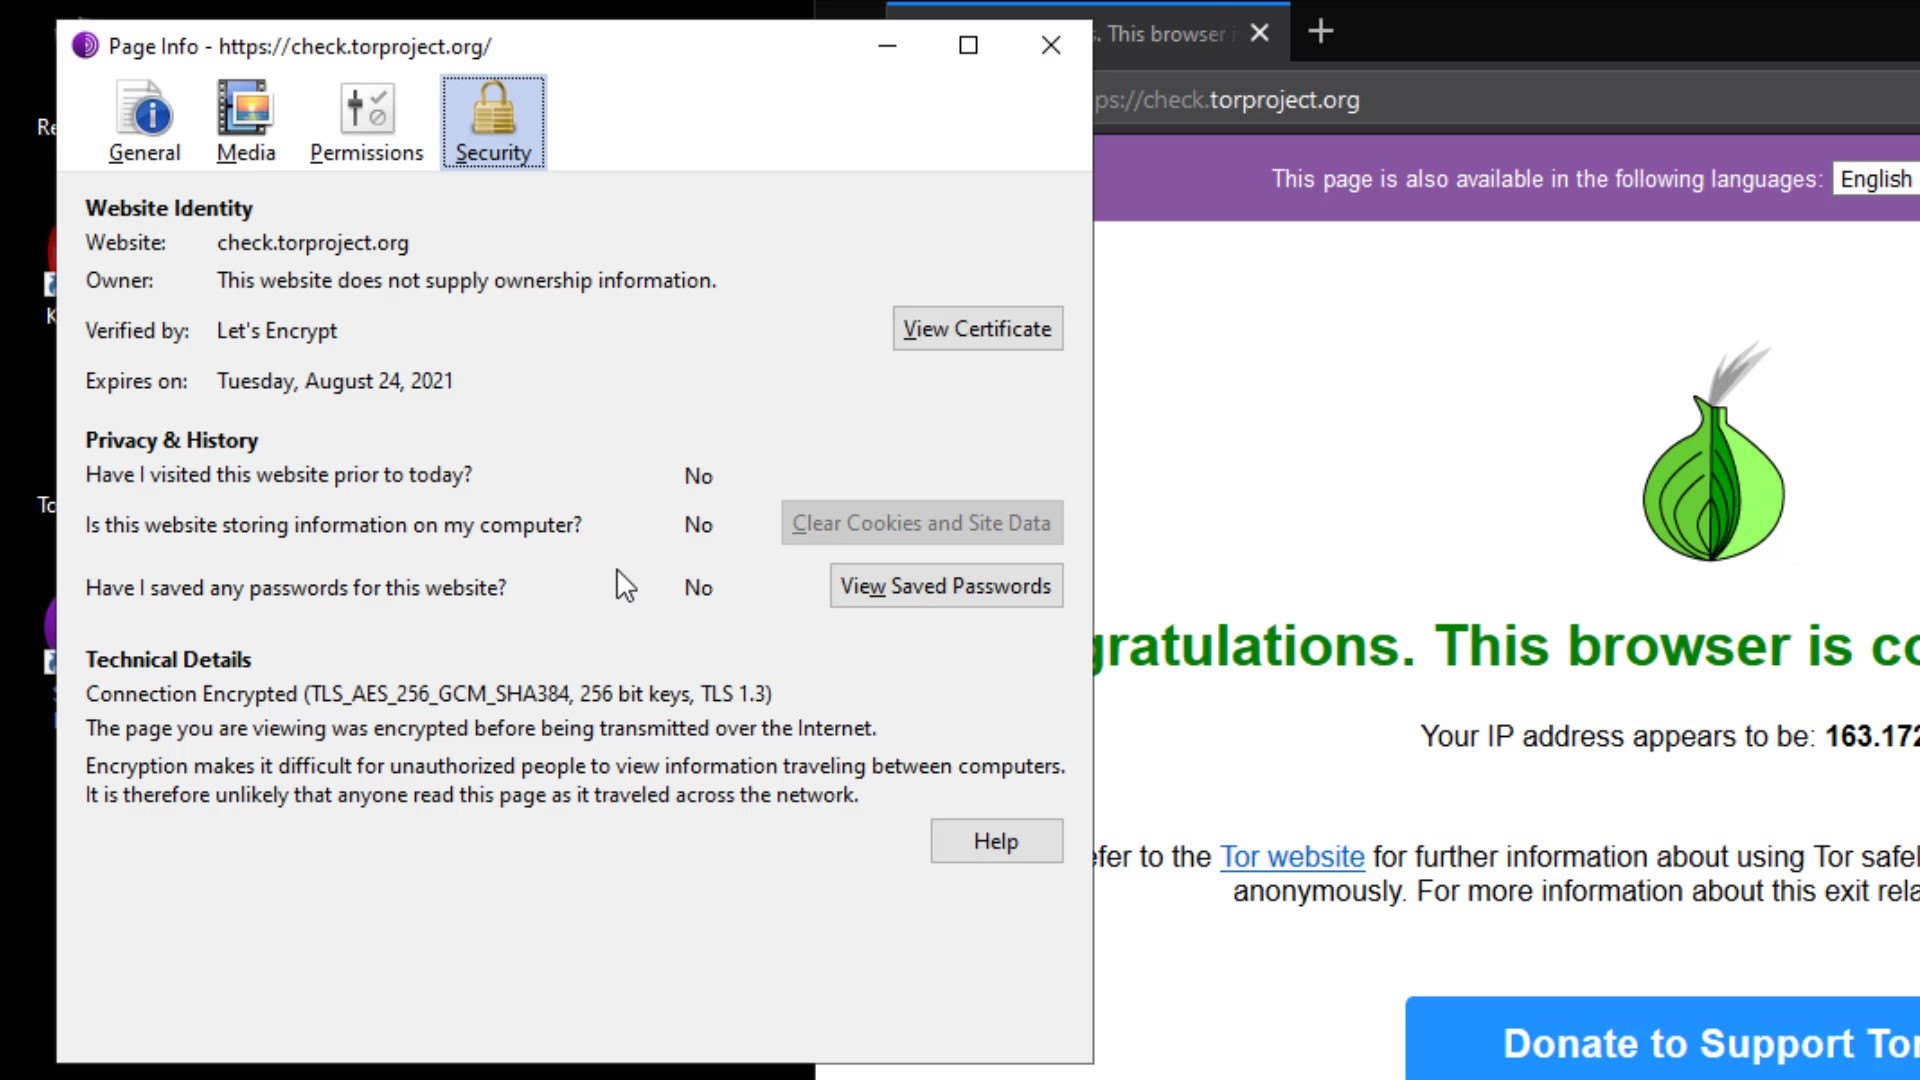 Page Info - https://check.torproject.org/
. This browser
General
Media
Permissions
Security
ps://check.torproject.org
This page is also available in the following languages: English
Website Identity
Website: check.torproject.org
Owner: This website does not supply ownership information.
Verified by: Let's Encrypt
View Certificate
Expires on: Tuesday, August 24, 2021
Privacy & History
Have I visited this website prior to today? No
Is this website storing information on my computer? No
Clear Cookies and Site Data
Have I saved any passwords for this website? No
View Saved Passwords
Technical Details
Connection Encrypted (TLS_AES_256_GCM_SHA384, 256 bit keys, TLS 1.3)
The page you are viewing was encrypted before being transmitted over the Internet.
Encryption makes it difficult for unauthorized people to view information traveling between computers.
It is therefore unlikely that anyone read this page as it traveled across the network.
Help
gratulations. This browser is co
Your IP address appears to be: 163.172
efer to the Tor website for further information about using Tor safel
anonymously. For more information about this exit rela
Donate to Support Tor